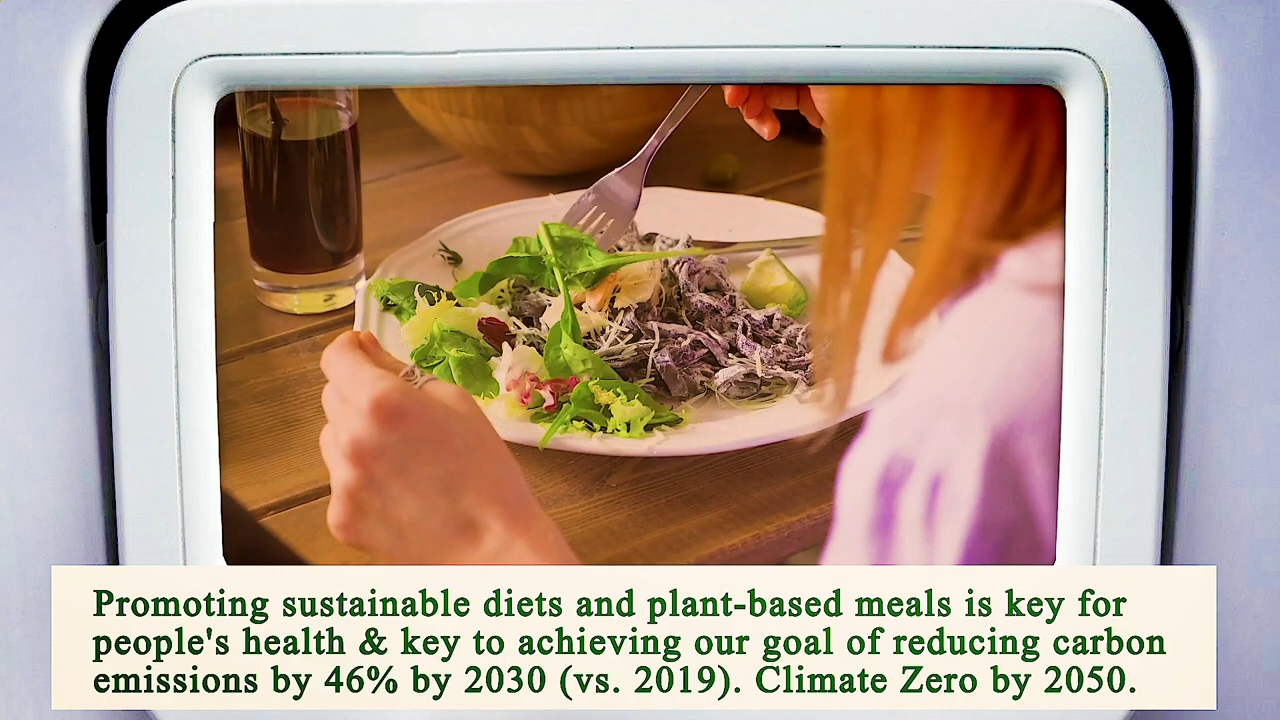 Promoting sustainable diets and plant-based meals is key for
people's health & key to achieving our goal of reducing carbon
emissions by 46% by 2030 (vs. 2019). Climate Zero by 2050.